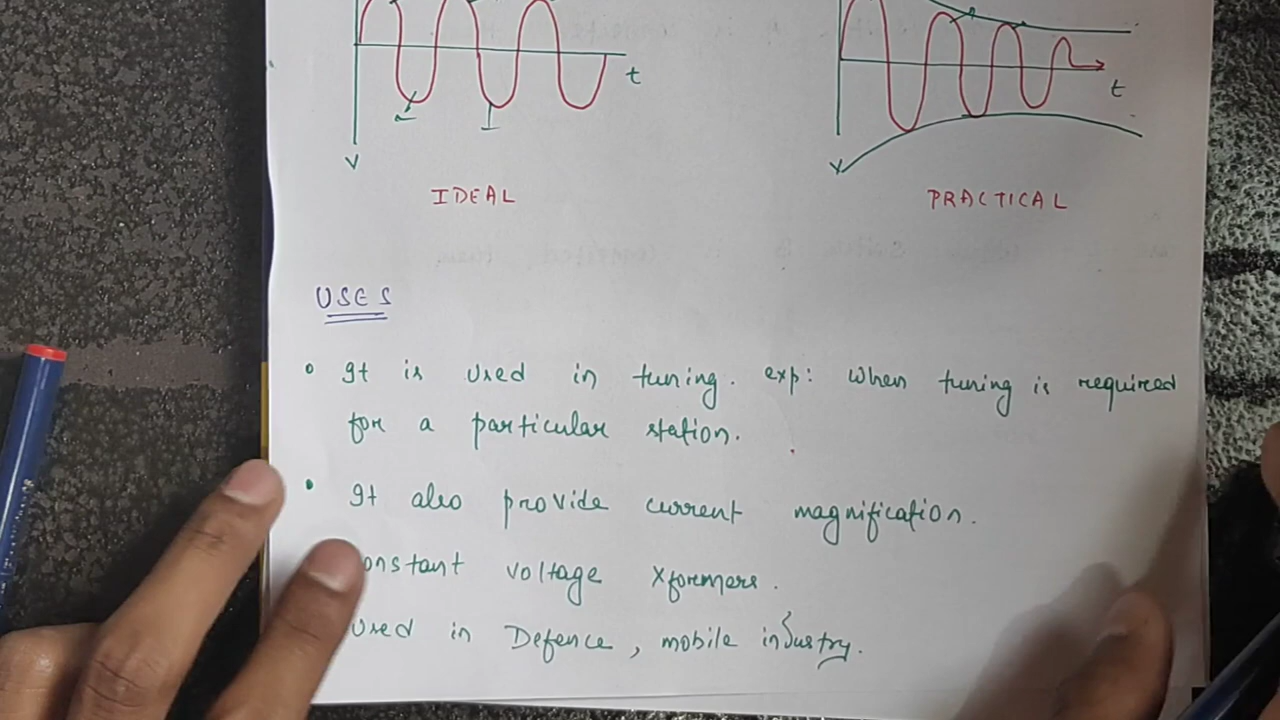 t
t
V
V
IDEAL
PRACTICAL
USES
It is used in tuning. exp: when tuning is required
for a particular station.
It also provide current magnification.
onstant voltage Xformers.
used in Defence, mobile industry.